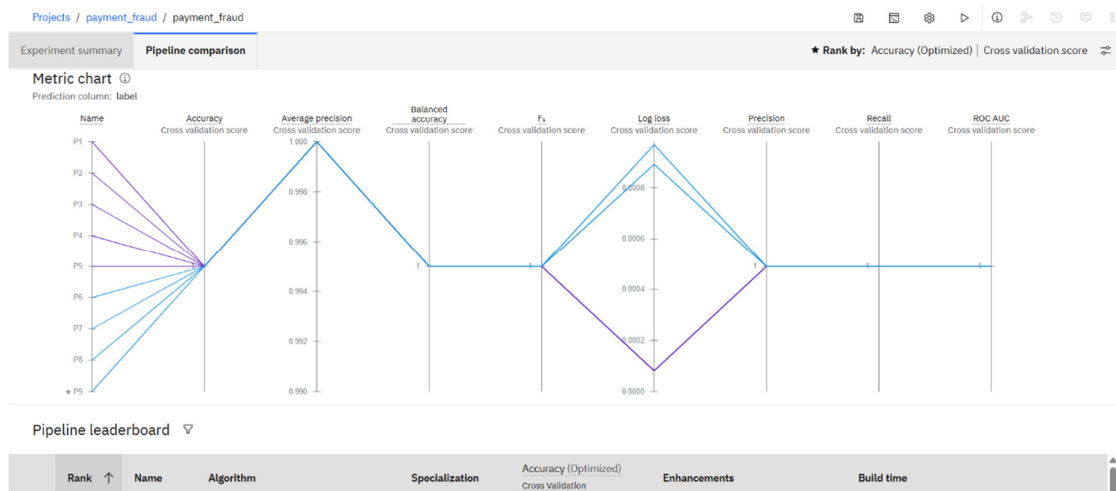 Projects / payment_fraud / payment_fraud
Experiment summary
Pipeline comparison
★ Rank by: Accuracy (Optimized) | Cross validation score
Metric chart
Prediction column: label
Name
Accuracy
Cross validation score
Average precision
Cross validation score
Balanced
accuracy
Cross validation score
F₁
Cross validation score
Log loss
Cross validation score
Precision
Cross validation score
Recall
Cross validation score
ROC AUC
Cross validation score
P1
P2
P3
P4
P5
P6
P7
P8
★ P9
1
1.000
0.998
0.996
0.994
0.992
0.990
1
1
0.0008
0.0006
0.0004
0.0002
0.0000
1
1
1
Pipeline leaderboard
Rank ↑
Name
Algorithm
Specialization
Accuracy (Optimized)
Cross Validation
Enhancements
Build time